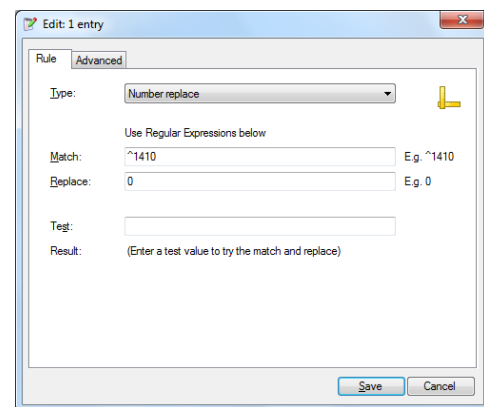 Edit: 1 entry
Rule Advanced
Type: Number replace
Use Regular Expressions below
Match: ^1410 E.g. ^1410
Replace: 0 E.g. 0
Test:
Result: (Enter a test value to try the match and replace)
Save Cancel